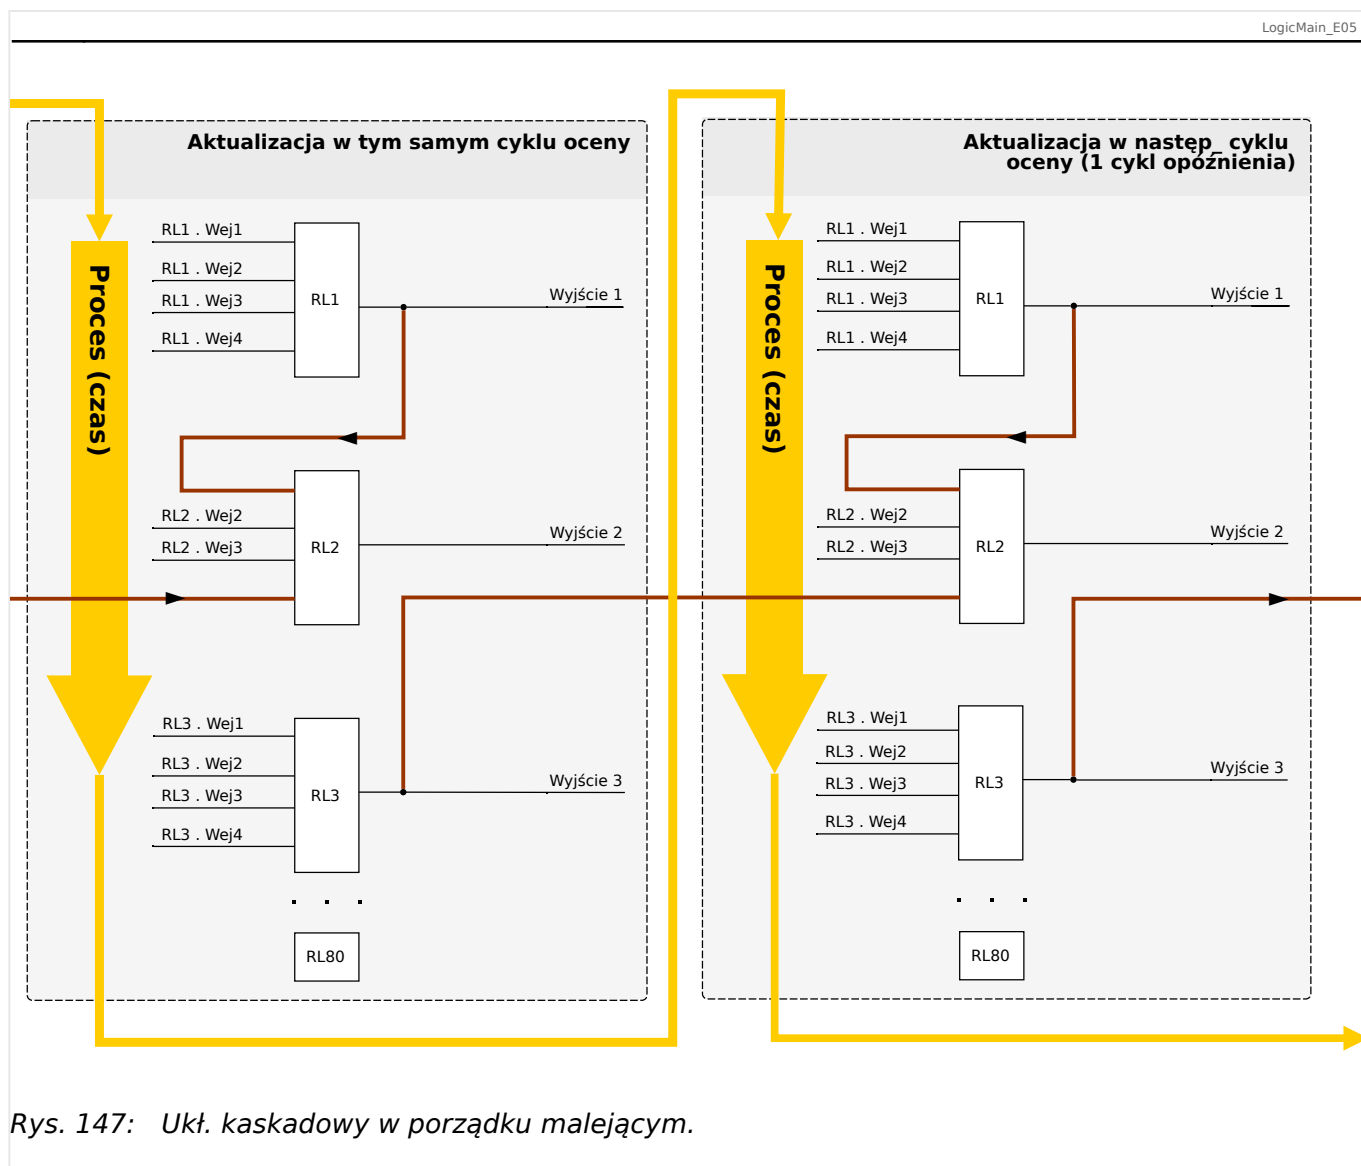 LogicMain_E05
Aktualizacja w tym samym cyklu oceny
Proces (czas)
RL1 . Wej1
RL1 . Wej2
RL1 . Wej3
RL1 . Wej4
RL1
Wyjście 1
RL2 . Wej2
RL2 . Wej3
RL2
Wyjście 2
RL3 . Wej1
RL3 . Wej2
RL3 . Wej3
RL3 . Wej4
RL3
Wyjście 3
. . .
RL80
Aktualizacja w następ_ cyklu
oceny (1 cykl opóźnienia)
Proces (czas)
RL1 . Wej1
RL1 . Wej2
RL1 . Wej3
RL1 . Wej4
RL1
Wyjście 1
RL2 . Wej2
RL2 . Wej3
RL2
Wyjście 2
RL3 . Wej1
RL3 . Wej2
RL3 . Wej3
RL3 . Wej4
RL3
Wyjście 3
. . .
RL80
Rys. 147: Ukł. kaskadowy w porządku malejącym.